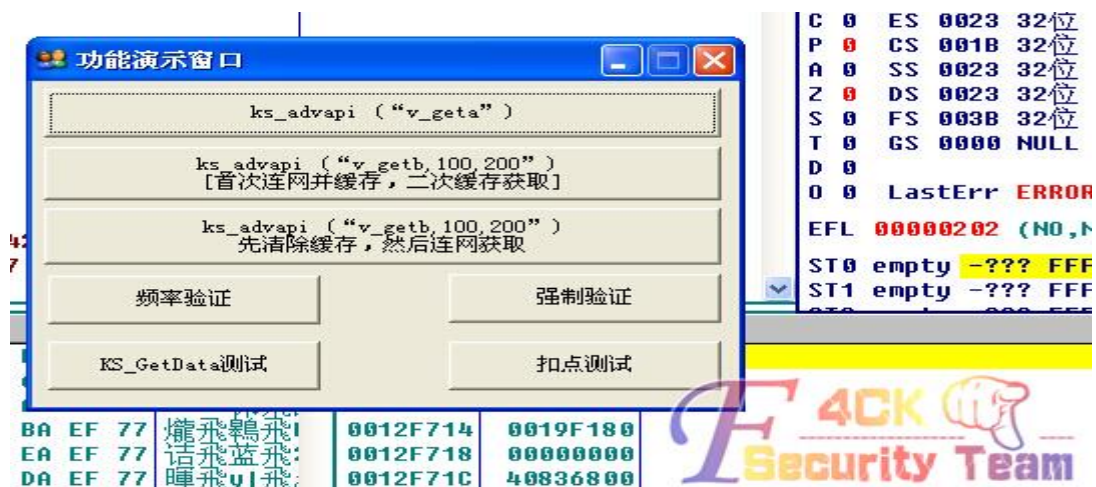 C 0 ES 0023 32位
P 0 CS 001B 32位
A 0 SS 0023 32位
Z 0 DS 0023 32位
S 0 FS 003B 32位
T 0 GS 0000 NULL
D 0
O 0 LastErr ERROR
EFL 00000202 (NO,N
ST0 empty -??? FFF
ST1 empty -??? FFF
功能演示窗口
ks_advapi （“v_geta”）
ks_advapi （“v_getb,100,200”）
[首次连网并缓存，二次缓存获取]
ks_advapi （“v_getb,100,200”）
先清除缓存，然后连网获取
频率验证 强制验证
KS_GetData测试 扣点测试
BA EF 77 0012F714 0019F180
EA EF 77 0012F718 00000000
DA EF 77 0012F71C 40836800
F4CK
Security Team